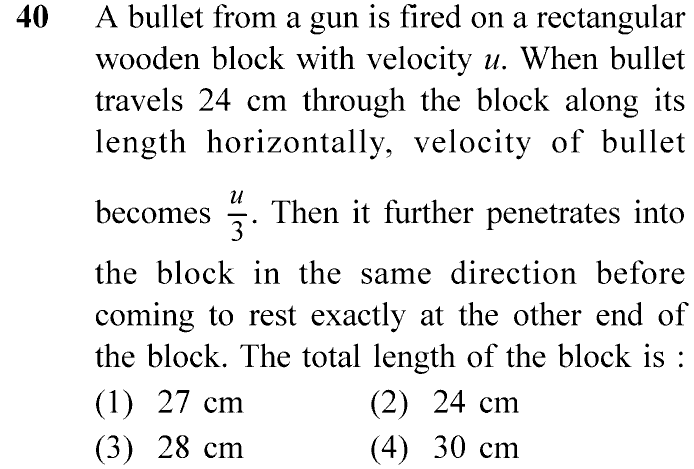 40 A bullet from a gun is fired on a rectangular
wooden block with velocity u. When bullet
travels 24 cm through the block along its
length horizontally, velocity of bullet
becomes u/3. Then it further penetrates into
the block in the same direction before
coming to rest exactly at the other end of
the block. The total length of the block is :
(1) 27 cm (2) 24 cm
(3) 28 cm (4) 30 cm